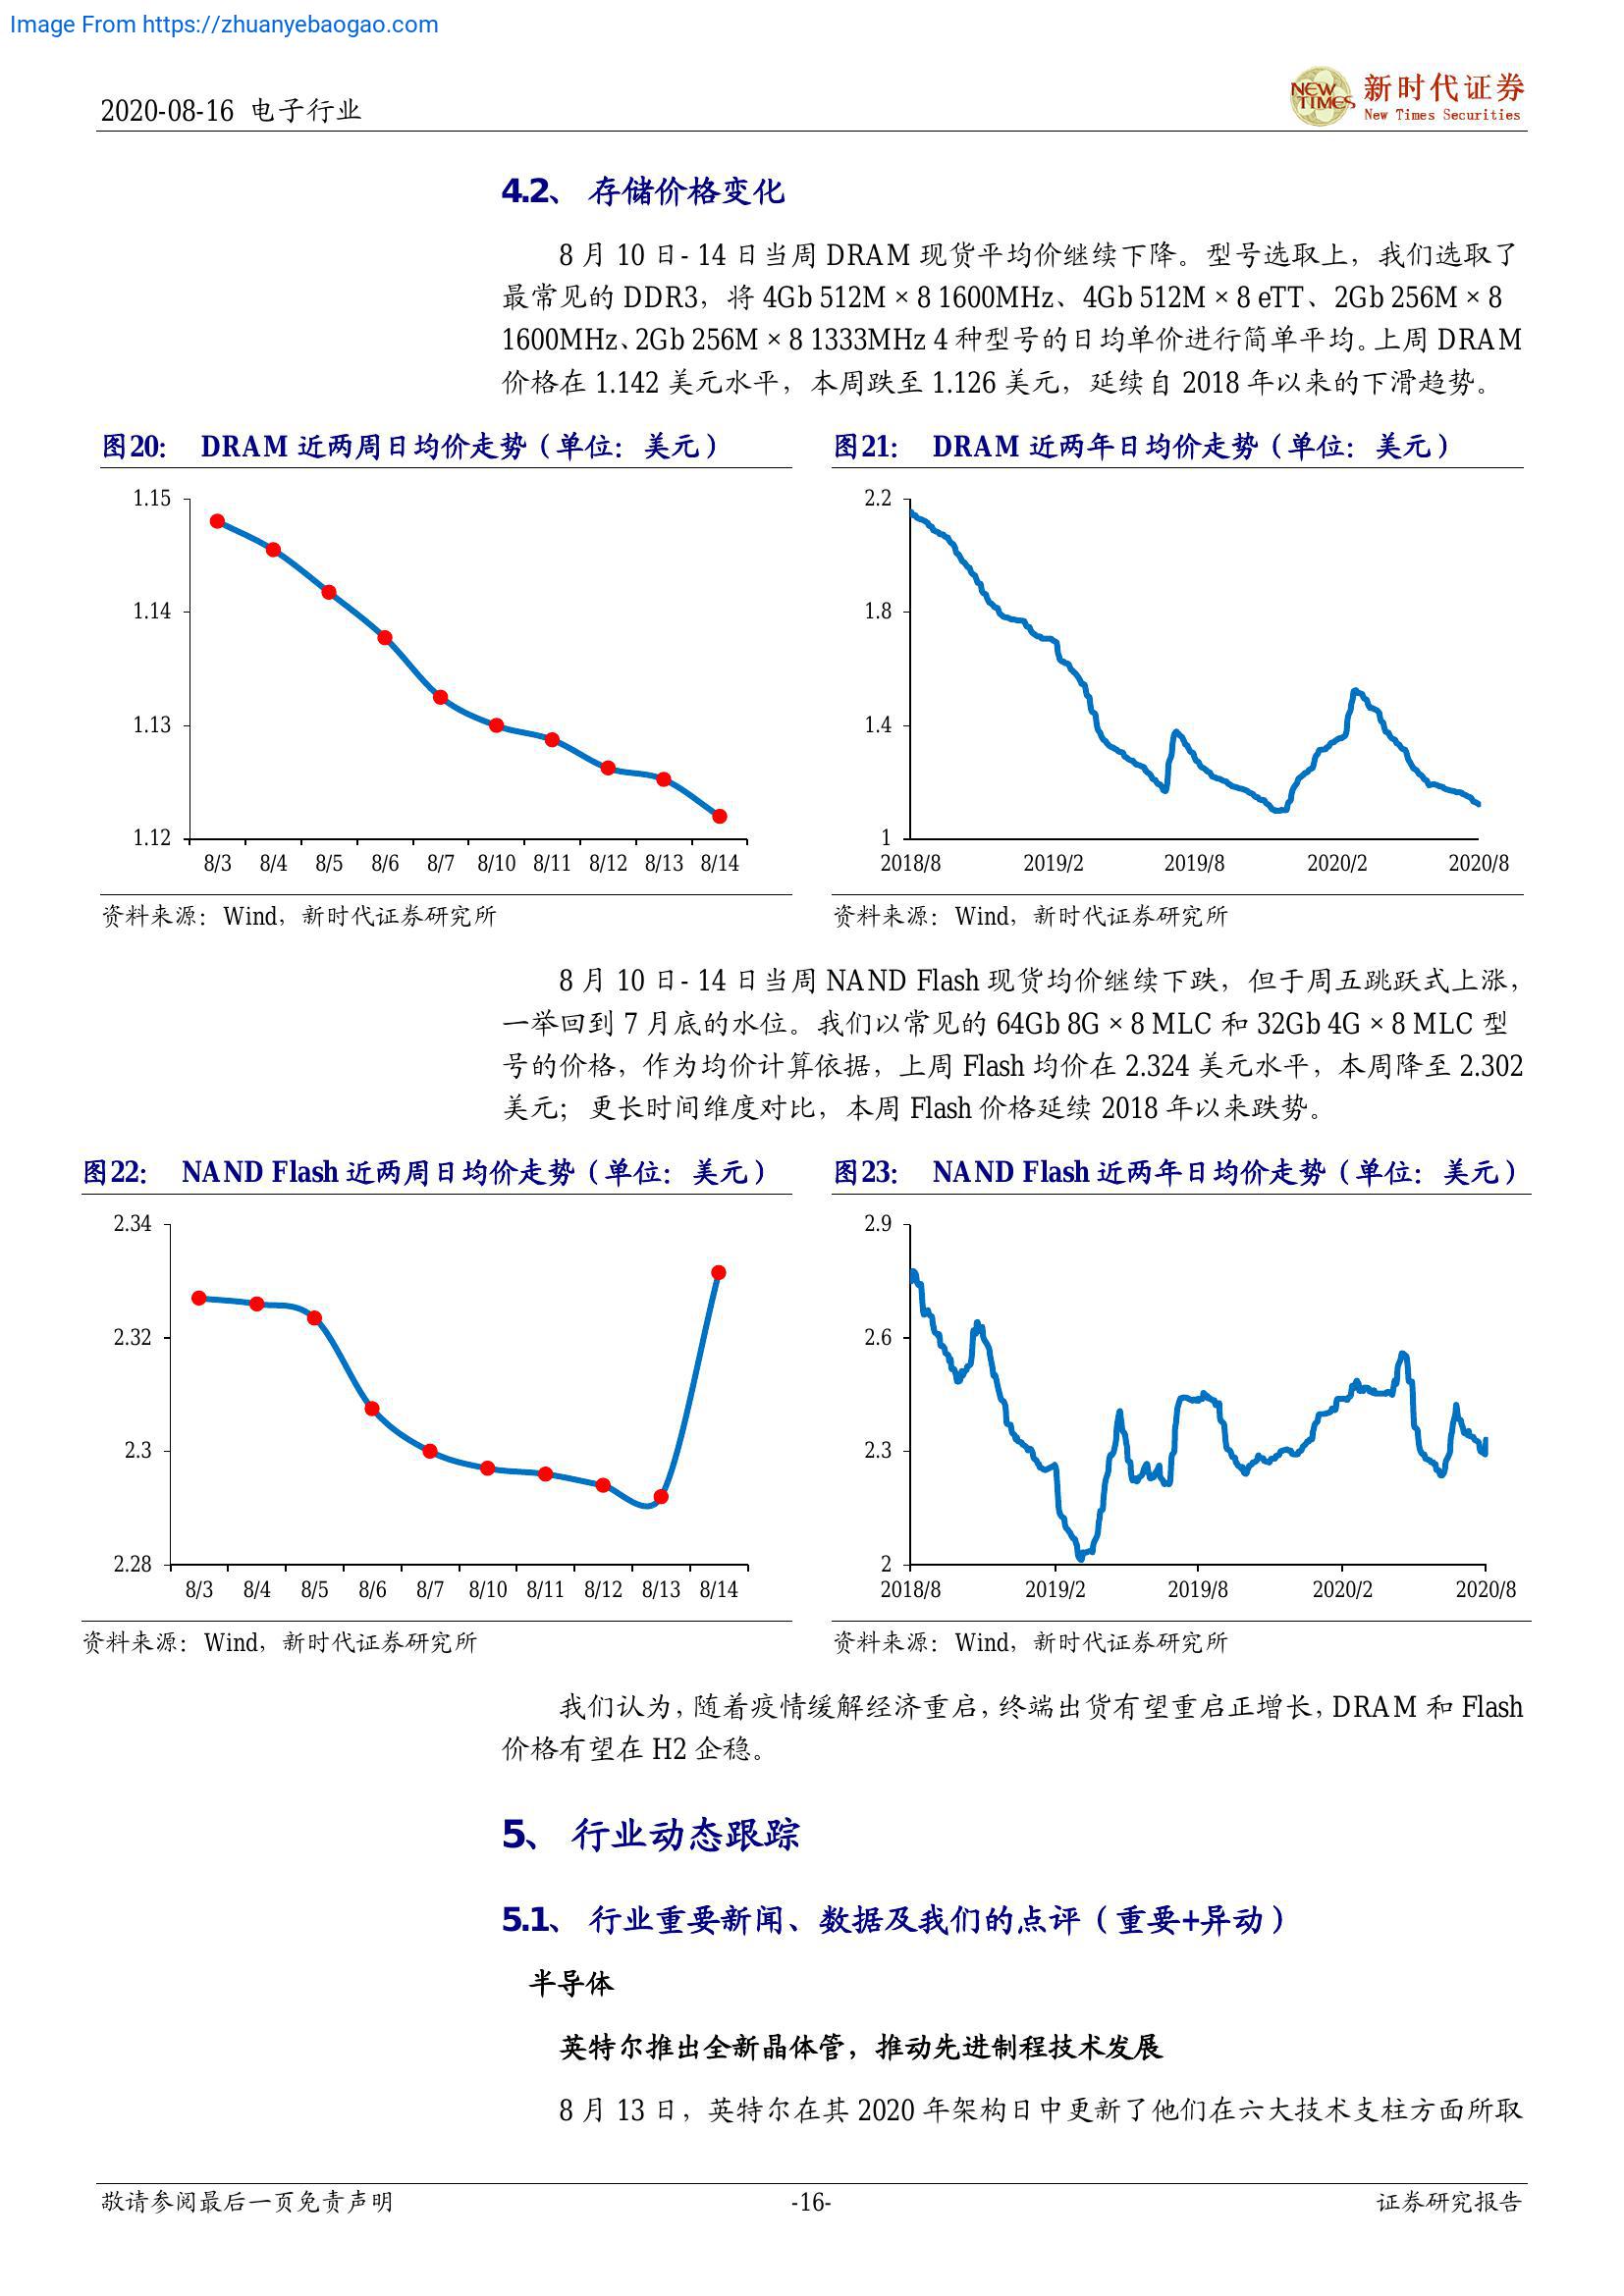 Image From https://zhuanyebaogao.com
2020-08-16 电子行业
NEW TIMES
新时代证券
New Times Securities
4.2、 存储价格变化
8 月 10 日- 14 日当周 DRAM 现货平均价继续下降。型号选取上，我们选取了
最常见的 DDR3，将 4Gb 512M × 8 1600MHz、4Gb 512M × 8 eTT、2Gb 256M × 8
1600MHz、2Gb 256M × 8 1333MHz 4 种型号的日均单价进行简单平均。上周 DRAM
价格在 1.142 美元水平，本周跌至 1.126 美元，延续自 2018 年以来的下滑趋势。
图20： DRAM 近两周日均价走势（单位：美元）
1.15
1.14
1.13
1.12
8/3 8/4 8/5 8/6 8/7 8/10 8/11 8/12 8/13 8/14
资料来源：Wind，新时代证券研究所
图21： DRAM 近两年日均价走势（单位：美元）
2.2
1.8
1.4
1
2018/8 2019/2 2019/8 2020/2 2020/8
资料来源：Wind，新时代证券研究所
8 月 10 日- 14 日当周 NAND Flash 现货均价继续下跌，但于周五跳跃式上涨，
一举回到 7 月底的水位。我们以常见的 64Gb 8G × 8 MLC 和 32Gb 4G × 8 MLC 型
号的价格，作为均价计算依据，上周 Flash 均价在 2.324 美元水平，本周降至 2.302
美元；更长时间维度对比，本周 Flash 价格延续 2018 年以来跌势。
图22： NAND Flash 近两周日均价走势（单位：美元）
2.34
2.32
2.3
2.28
8/3 8/4 8/5 8/6 8/7 8/10 8/11 8/12 8/13 8/14
资料来源：Wind，新时代证券研究所
图23： NAND Flash 近两年日均价走势（单位：美元）
2.9
2.6
2.3
2
2018/8 2019/2 2019/8 2020/2 2020/8
资料来源：Wind，新时代证券研究所
我们认为，随着疫情缓解经济重启，终端出货有望重启正增长，DRAM 和 Flash
价格有望在 H2 企稳。
5、 行业动态跟踪
5.1、 行业重要新闻、数据及我们的点评（重要+异动）
半导体
英特尔推出全新晶体管，推动先进制程技术发展
8 月 13 日，英特尔在其 2020 年架构日中更新了他们在六大技术支柱方面所取
敬请参阅最后一页免责声明
-16-
证券研究报告